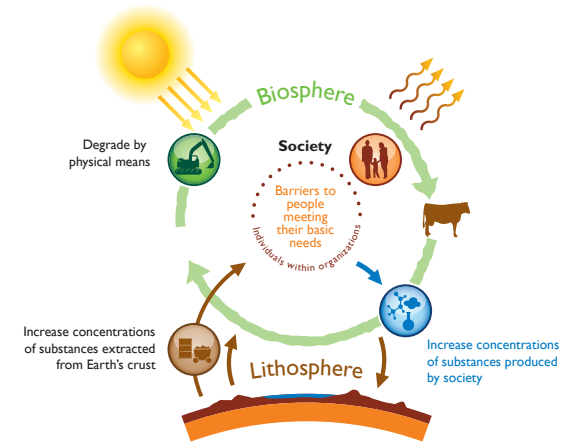 Biosphere
Degrade by
physical means
Society
Barriers to
people
meeting
their basic
needs
Individuals within organizations
Increase concentrations
of substances extracted
from Earth's crust
Lithosphere
Increase concentrations
of substances produced
by society